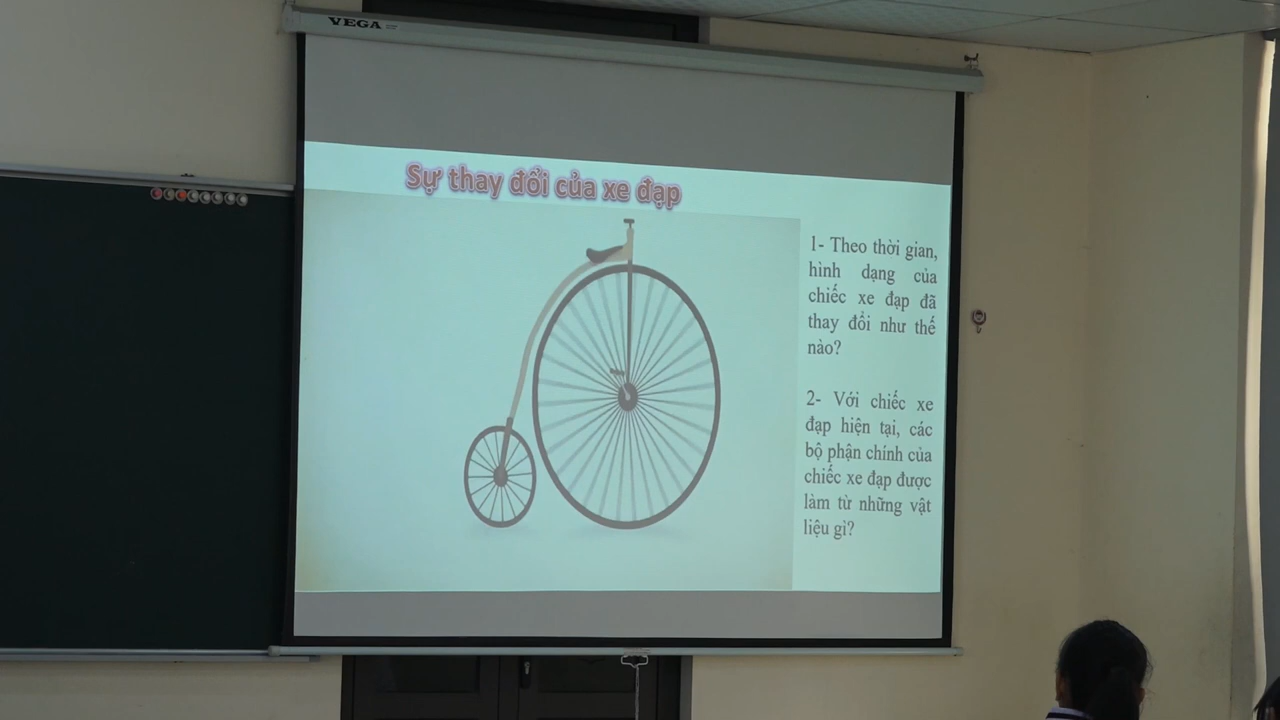 VEGA
Sự thay đổi của xe đạp
1- Theo thời gian,
hình dạng của
chiếc xe đạp đã
thay đổi như thế
nào?
2- Với chiếc xe
đạp hiện tại, các
bộ phận chính của
chiếc xe đạp được
làm từ những vật
liệu gì?